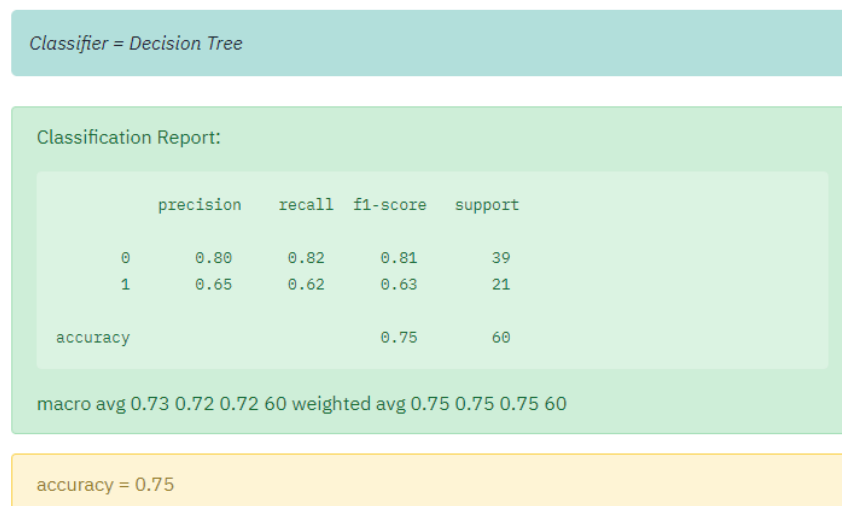 Classifier = Decision Tree
Classification Report:
precision recall f1-score support
0 0.80 0.82 0.81 39
1 0.65 0.62 0.63 21
accuracy 0.75 60
macro avg 0.73 0.72 0.72 60 weighted avg 0.75 0.75 0.75 60
accuracy = 0.75